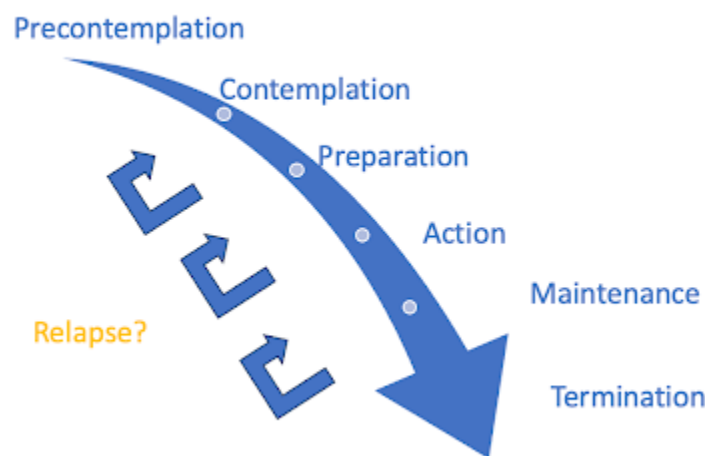 Precontemplation
Contemplation
Preparation
Action
Maintenance
Relapse?
Termination